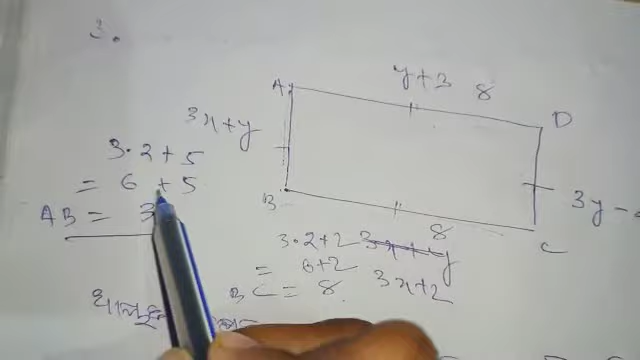 3.
A
y+3 8
D
3x+y
3·2+5
= 6+5
AB = 3
B
3y-
C
8
3·2+2 3x+y
= 6+2 3x+2
BC = 8